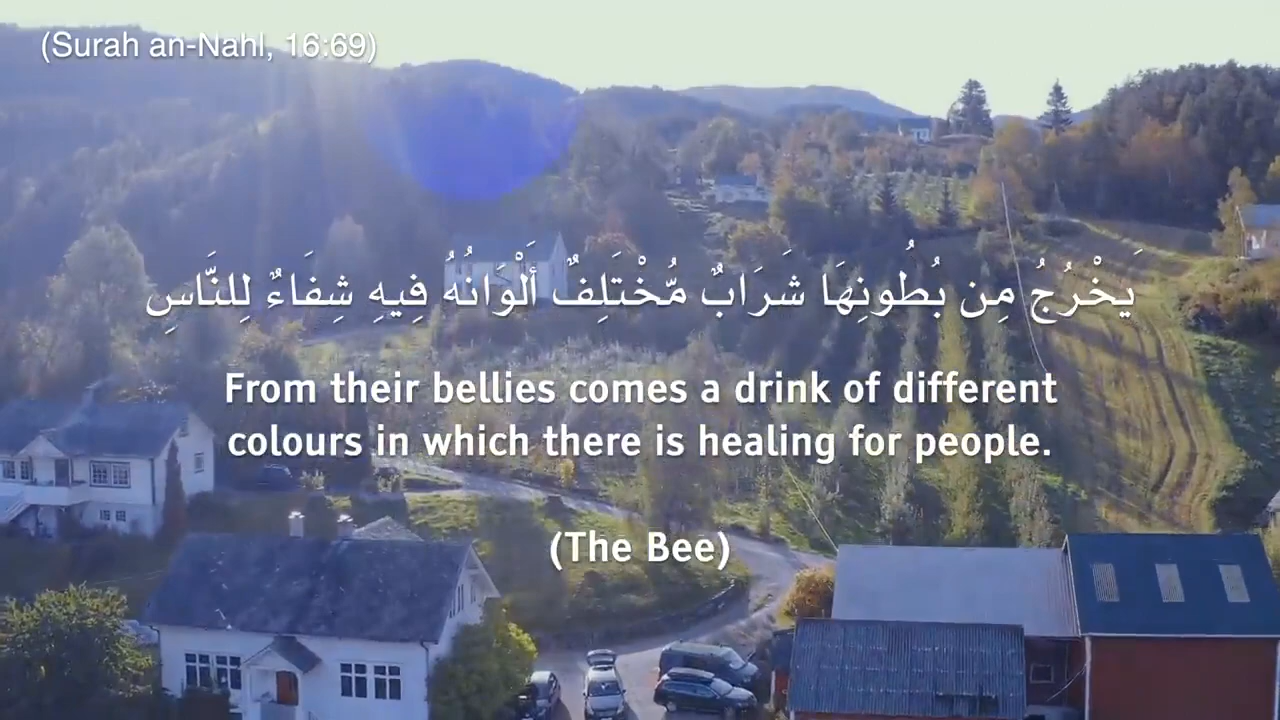 (Surah an-Nahl, 16:69)
يَخْرُجُ مِن بُطُونِهَا شَرَابٌ مُّخْتَلِفٌ أَلْوَانُهُ فِيهِ شِفَاءٌ لِلنَّاسِ
From their bellies comes a drink of different
colours in which there is healing for people.
(The Bee)